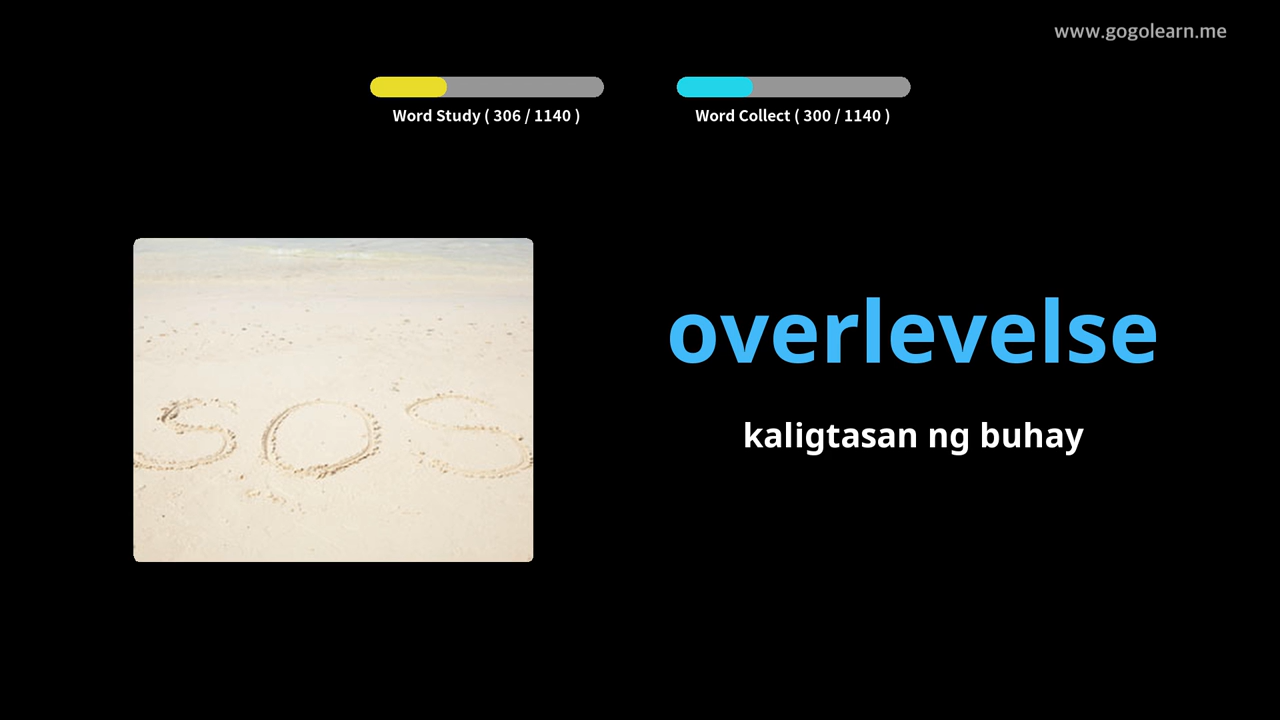 www.gogolearn.me
Word Study ( 306 / 1140 )
Word Collect ( 300 / 1140 )
SOS
overlevelse
kaligtasan ng buhay